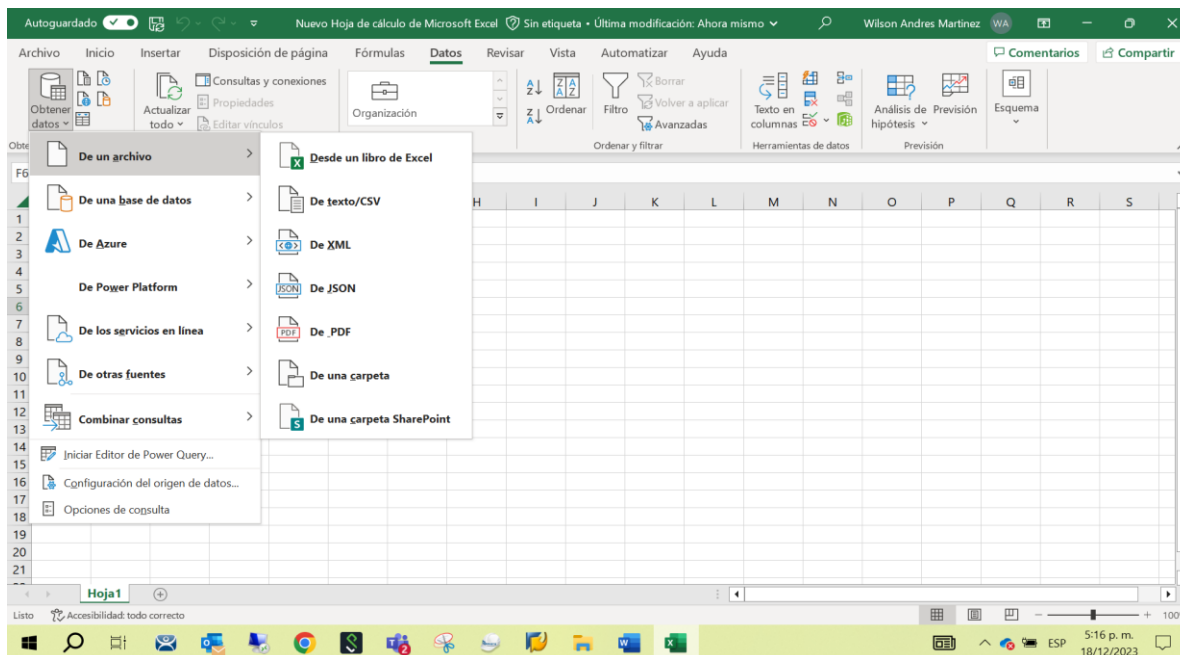 Autoguardado
Nuevo Hoja de cálculo de Microsoft Excel
Sin etiqueta • Última modificación: Ahora mismo
Wilson Andres Martinez
WA
Archivo
Inicio
Insertar
Disposición de página
Fórmulas
Datos
Revisar
Vista
Automatizar
Ayuda
Comentarios
Compartir
Obtener datos
Actualizar todo
Consultas y conexiones
Propiedades
Editar vínculos
Organización
Ordenar
Filtro
Borrar
Volver a aplicar
Avanzadas
Texto en columnas
Análisis de hipótesis
Previsión
Esquema
Obte
Ordenar y filtrar
Herramientas de datos
Previsión
F6
De un archivo
De una base de datos
De Azure
De Power Platform
De los servicios en línea
De otras fuentes
Combinar consultas
Iniciar Editor de Power Query...
Configuración del origen de datos...
Opciones de consulta
Desde un libro de Excel
De texto/CSV
De XML
JSON De JSON
PDF De PDF
De una carpeta
De una carpeta SharePoint
H I J K L M N O P Q R S
1
2
3
4
5
6
7
8
9
10
11
12
13
14
15
16
17
18
19
20
21
Hoja1
Listo
Accesibilidad: todo correcto
100%
ESP
5:16 p. m.
18/12/2023